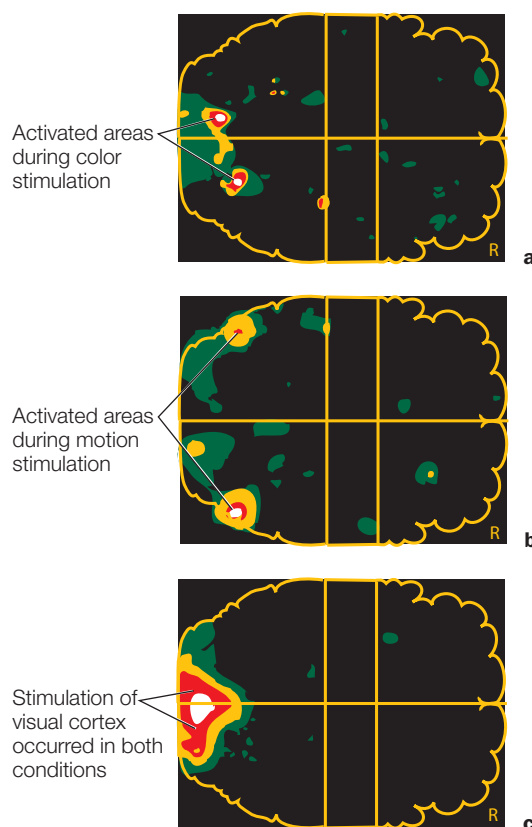 Activated areas
during color
stimulation
R
a
Activated areas
during motion
stimulation
R
b
Stimulation of
visual cortex
occurred in both
conditions
R
c